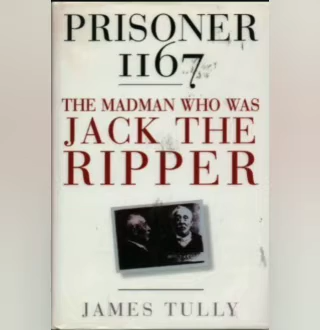 PRISONER
1167
THE MADMAN WHO WAS
JACK THE
RIPPER
JAMES TULLY